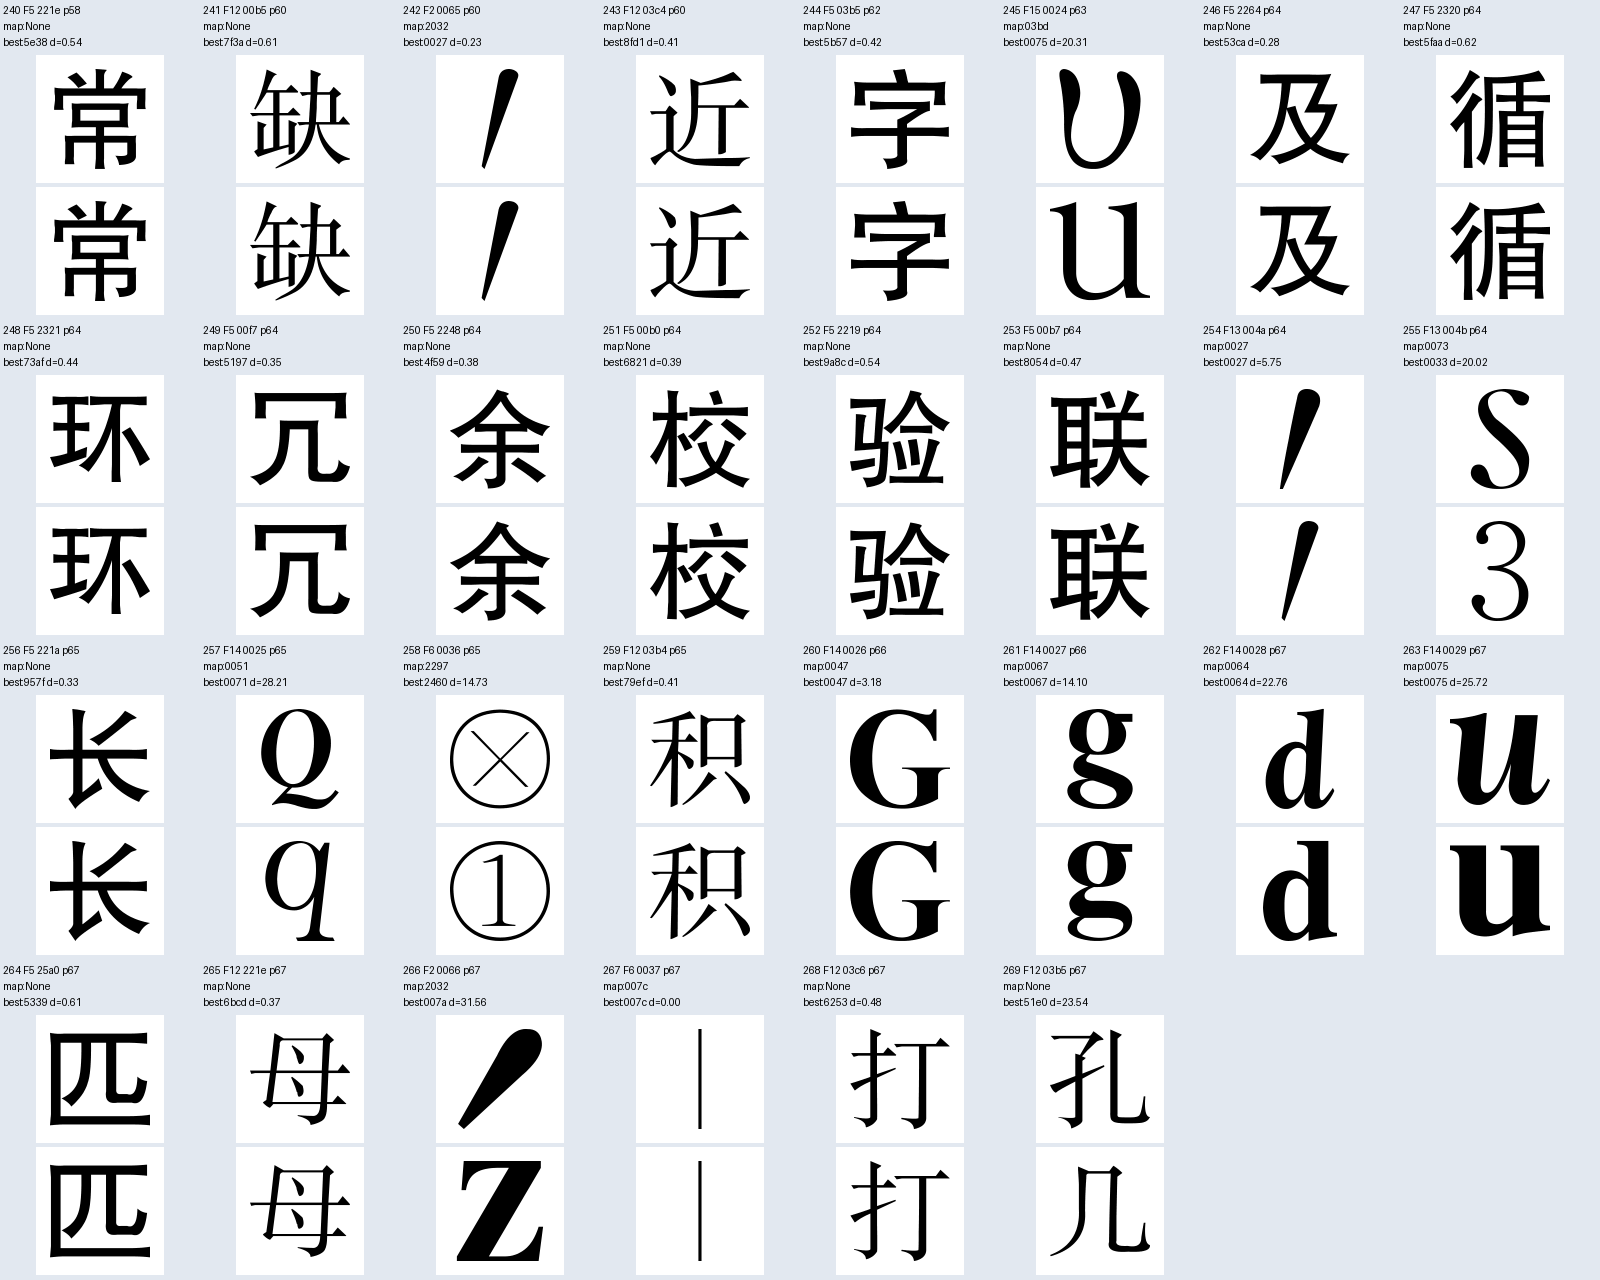 240 F5 221e p58 241 F12 00b5 p60 242 F2 0065 p60 243 F12 03c4 p60 244 F5 03b5 p62 245 F15 0024 p63 246 F5 2264 p64 247 F5 2320 p64
map:None map:None map:2032 map:None map:None map:03bd map:None map:None
best5e38 d=0.54 best7f3a d=0.61 best0027 d=0.23 best8fd1 d=0.41 best5b57 d=0.42 best0075 d=20.31 best53ca d=0.28 best5faa d=0.62
常 缺 ′ 近 字 υ 及 循
常 缺 ' 近 字 u 及 循
248 F5 2321 p64 249 F5 00f7 p64 250 F5 2248 p64 251 F5 00b0 p64 252 F5 2219 p64 253 F5 00b7 p64 254 F13 004a p64 255 F13 004b p64
map:None map:None map:None map:None map:None map:None map:0027 map:0073
best73af d=0.44 best5197 d=0.35 best4f59 d=0.38 best6821 d=0.39 best9a8c d=0.54 best8054 d=0.47 best0027 d=5.75 best0033 d=20.02
环 冗 余 校 验 联 ' s
环 冗 余 校 验 联 ' 3
256 F5 221a p65 257 F14 0025 p65 258 F6 0036 p65 259 F12 03b4 p65 260 F14 0026 p66 261 F14 0027 p66 262 F14 0028 p67 263 F14 0029 p67
map:None map:0051 map:2297 map:None map:0047 map:0067 map:0064 map:0075
best957f d=0.33 best0071 d=28.21 best2460 d=14.73 best79ef d=0.41 best0047 d=3.18 best0067 d=14.10 best0064 d=22.76 best0075 d=25.72
长 Q ⊗ 积 G g d u
长 q ① 积 G g d u
264 F5 25a0 p67 265 F12 221e p67 266 F2 0066 p67 267 F6 0037 p67 268 F12 03c6 p67 269 F12 03b5 p67
map:None map:None map:2032 map:007c map:None map:None
best5339 d=0.61 best6bcd d=0.37 best007a d=31.56 best007c d=0.00 best6253 d=0.48 best51e0 d=23.54
匹 母 ′ | 打 孔
匹 母 z | 打 几